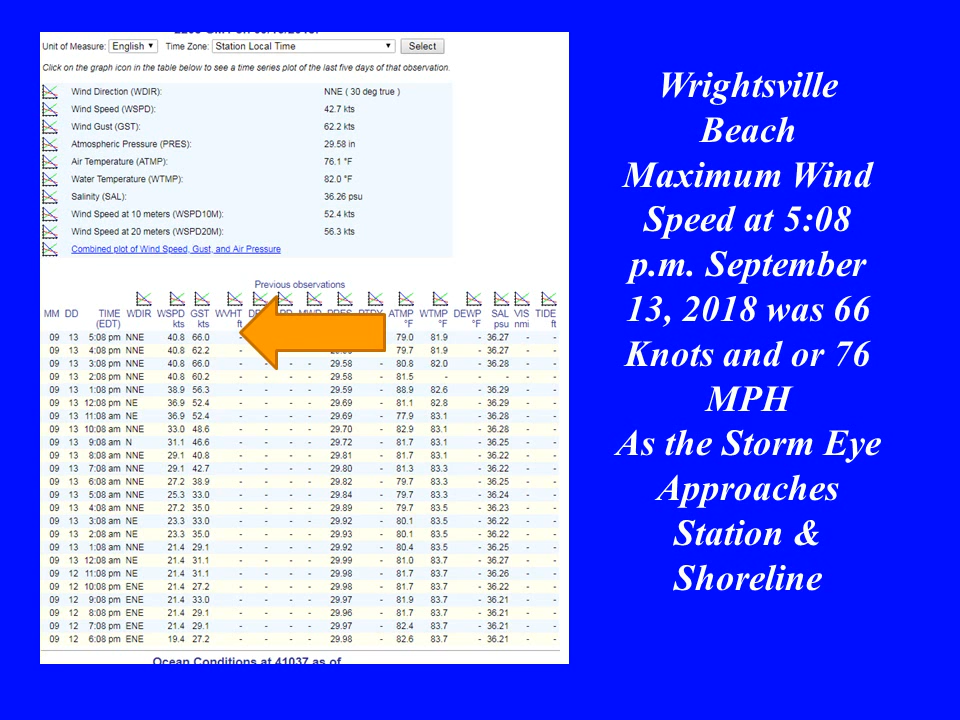 Unit of Measure: English Time Zone: Station Local Time Select
Click on the graph icon in the table below to see a time series plot of the last five days of that observation.
Wind Direction (WDIR): NNE ( 30 deg true )
Wind Speed (WSPD): 42.7 kts
Wind Gust (GST): 62.2 kts
Atmospheric Pressure (PRES): 29.58 in
Air Temperature (ATMP): 76.1 °F
Water Temperature (WTMP): 82.0 °F
Salinity (SAL): 36.26 psu
Wind Speed at 10 meters (WSPD10M): 52.4 kts
Wind Speed at 20 meters (WSPD20M): 56.3 kts
Combined plot of Wind Speed, Gust, and Air Pressure
Previous observations
MM DD TIME WDIR WSPD GST WVHT ATMP WTMP DEWP SAL VIS TIDE
(EDT) kts kts ft °F °F °F psu nmi ft
09 13 5:08 pm NNE 40.8 66.0 - 79.0 81.9 - 36.27 - -
09 13 4:08 pm NNE 40.8 62.2 - 79.7 81.9 - 36.27 - -
09 13 3:08 pm NNE 40.8 66.0 - - - - 29.58 - 80.8 82.0 - 36.28 - -
09 13 2:08 pm NNE 40.8 60.2 - - - - 29.58 - 81.5 - - - - -
09 13 1:08 pm NNE 38.9 56.3 - - - - 29.59 - 88.9 82.6 - 36.29 - -
09 13 12:08 pm NE 36.9 52.4 - - - - 29.69 - 81.1 82.8 - 36.29 - -
09 13 11:08 am NE 36.9 52.4 - - - - 29.69 - 77.9 83.1 - 36.28 - -
09 13 10:08 am NNE 33.0 48.6 - - - - 29.70 - 82.9 83.1 - 36.28 - -
09 13 9:08 am N 31.1 46.6 - - - - 29.72 - 81.7 83.1 - 36.25 - -
09 13 8:08 am NNE 29.1 40.8 - - - - 29.81 - 81.7 83.1 - 36.22 - -
09 13 7:08 am NNE 29.1 42.7 - - - - 29.80 - 81.3 83.3 - 36.22 - -
09 13 6:08 am NNE 27.2 38.9 - - - - 29.82 - 79.7 83.3 - 36.25 - -
09 13 5:08 am NNE 25.3 33.0 - - - - 29.84 - 79.7 83.3 - 36.24 - -
09 13 4:08 am NNE 27.2 35.0 - - - - 29.89 - 79.7 83.5 - 36.23 - -
09 13 3:08 am NE 23.3 33.0 - - - - 29.92 - 80.1 83.5 - 36.22 - -
09 13 2:08 am NE 23.3 35.0 - - - - 29.93 - 80.1 83.5 - 36.22 - -
09 13 1:08 am NNE 21.4 29.1 - - - - 29.92 - 80.4 83.5 - 36.25 - -
09 13 12:08 am NE 21.4 31.1 - - - - 29.99 - 81.0 83.7 - 36.27 - -
09 12 11:08 pm NE 21.4 31.1 - - - - 29.98 - 81.7 83.7 - 36.26 - -
09 12 10:08 pm ENE 21.4 27.2 - - - - 29.98 - 81.7 83.7 - 36.22 - -
09 12 9:08 pm ENE 21.4 33.0 - - - - 29.96 - 81.7 83.7 - 36.21 - -
09 12 8:08 pm ENE 21.4 29.1 - - - - 29.96 - 81.7 83.7 - 36.21 - -
09 12 7:08 pm ENE 21.4 29.1 - - - - 29.97 - 82.4 83.7 - 36.21 - -
09 12 6:08 pm ENE 19.4 27.2 - - - - 29.98 - 82.6 83.7 - 36.21 - -
Ocean Conditions at 41037 as of
Wrightsville
Beach
Maximum Wind
Speed at 5:08
p.m. September
13, 2018 was 66
Knots and or 76
MPH
As the Storm Eye
Approaches
Station &
Shoreline